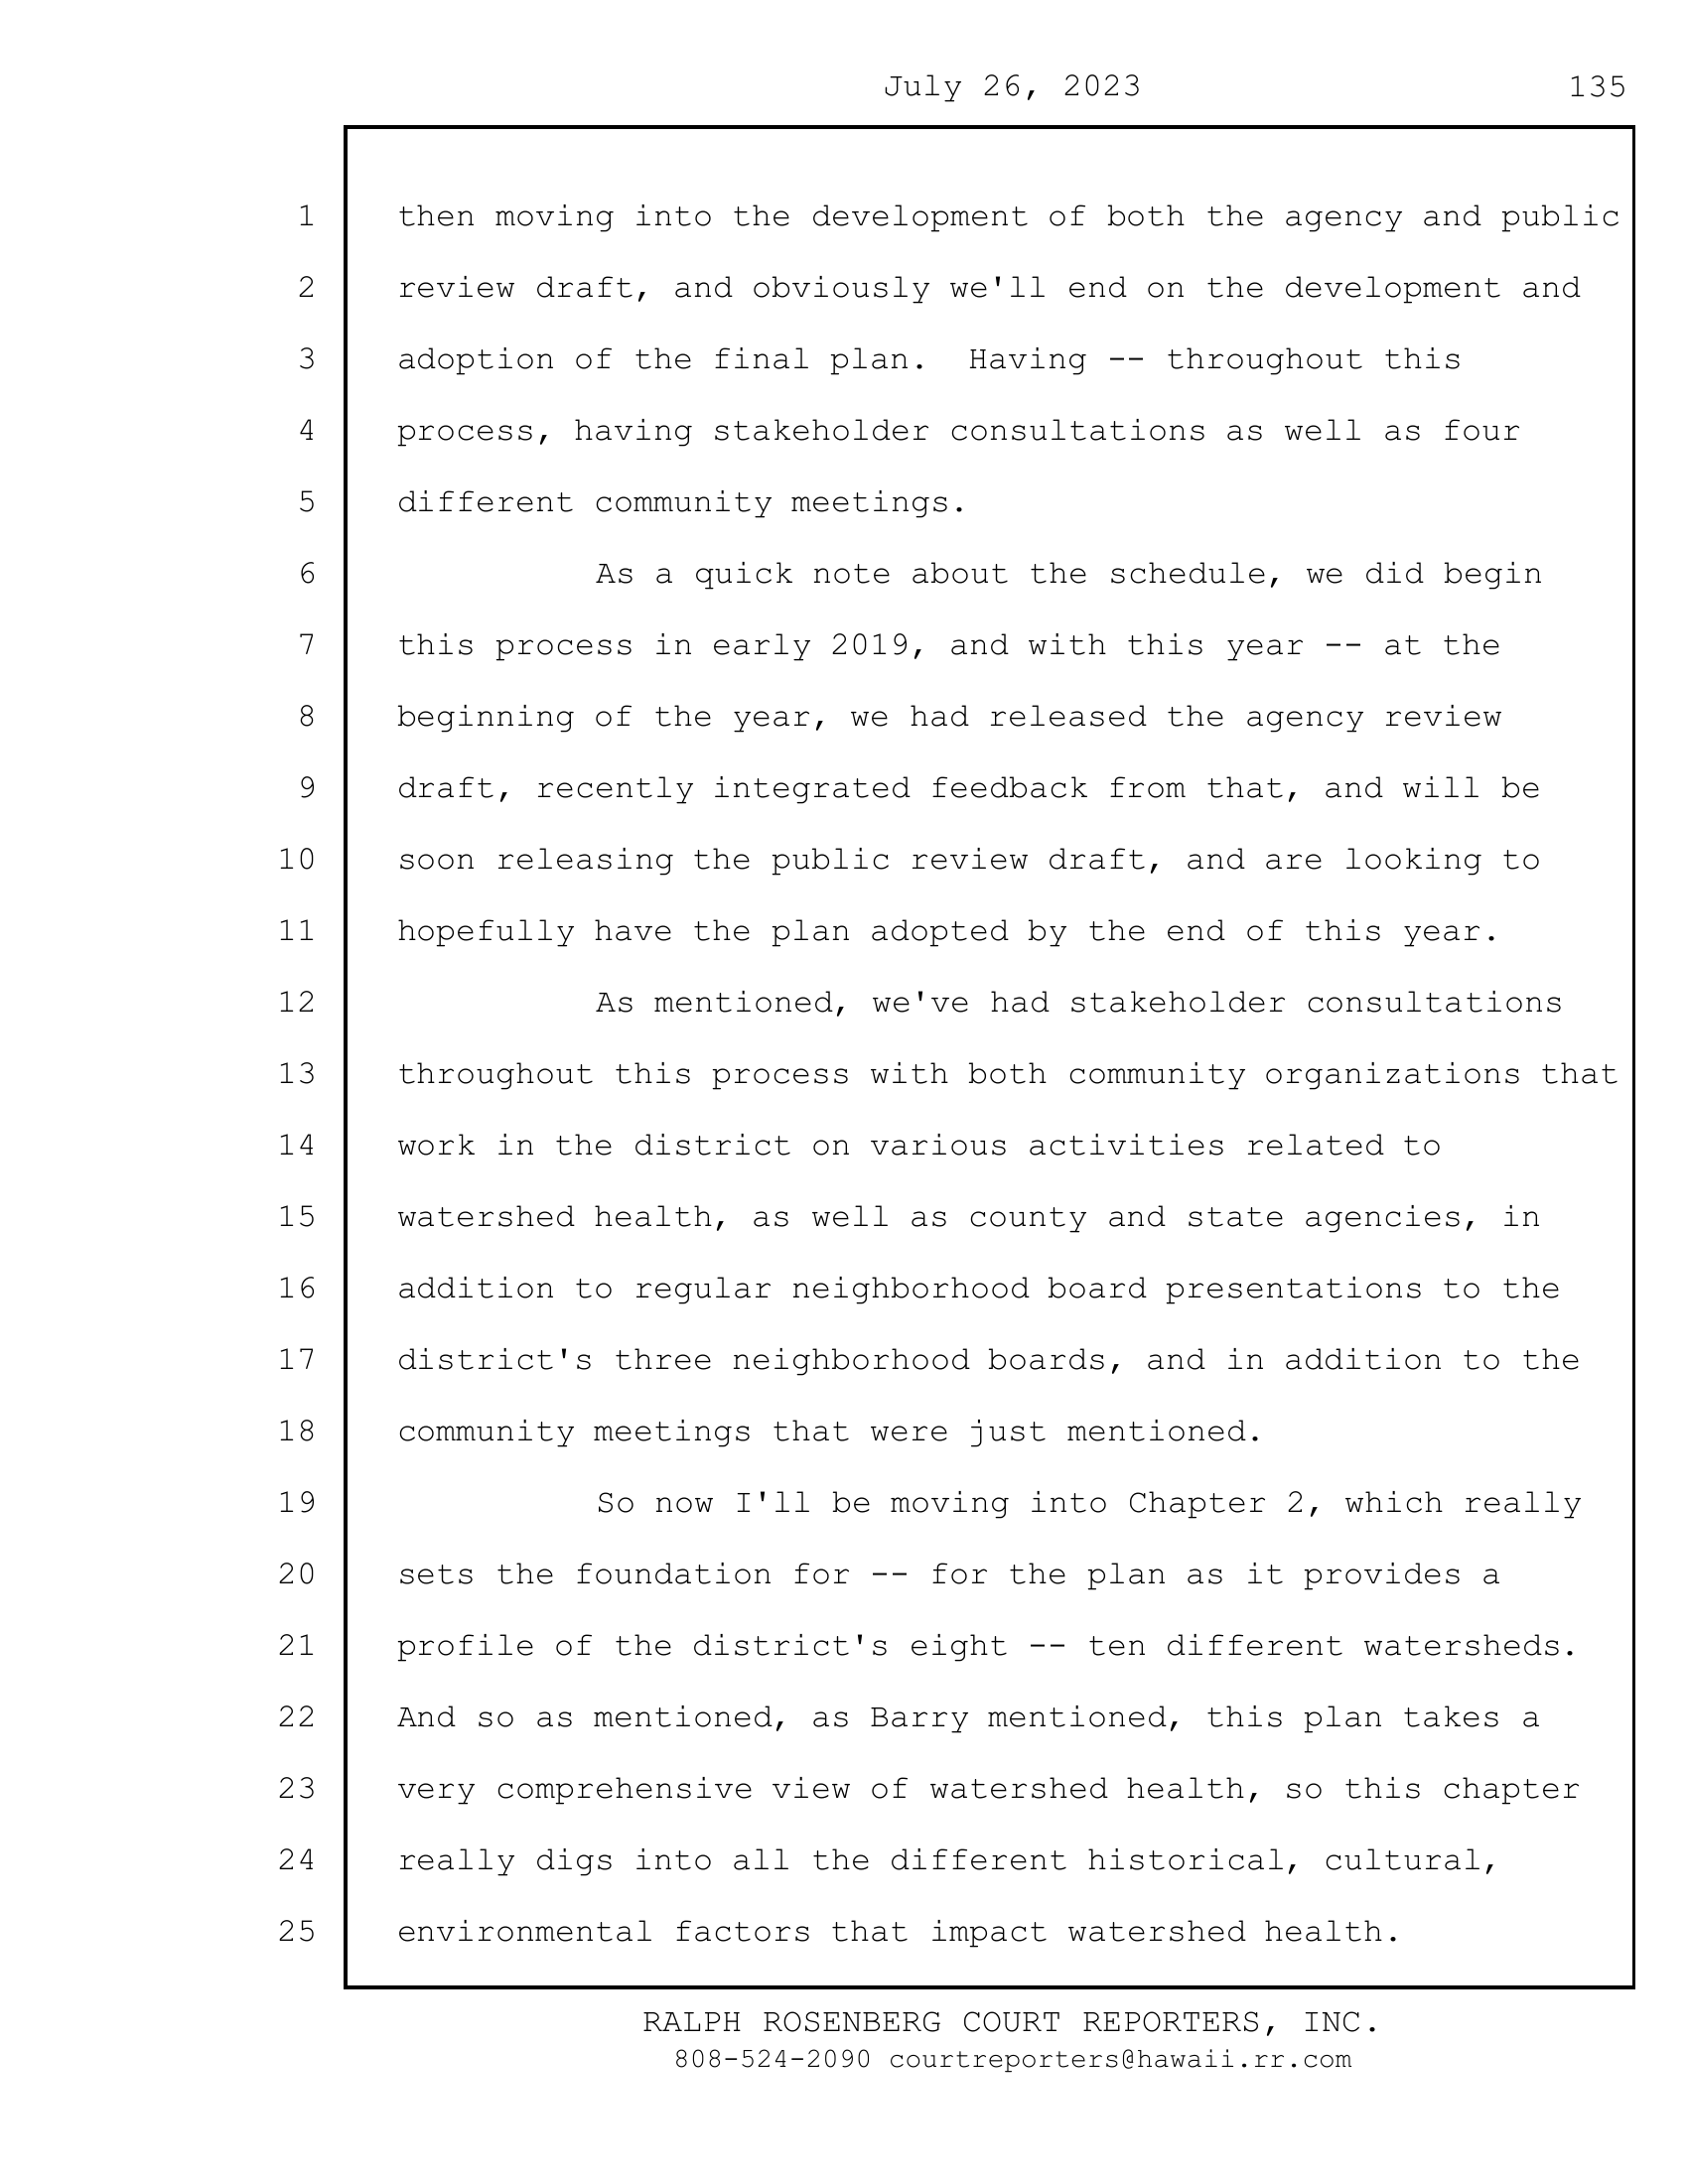 July 26, 2023 135
1 then moving into the development of both the agency and public
2 review draft, and obviously we'll end on the development and
3 adoption of the final plan.  Having -- throughout this
4 process, having stakeholder consultations as well as four
5 different community meetings.
6 As a quick note about the schedule, we did begin
7 this process in early 2019, and with this year -- at the
8 beginning of the year, we had released the agency review
9 draft, recently integrated feedback from that, and will be
10 soon releasing the public review draft, and are looking to
11 hopefully have the plan adopted by the end of this year.
12 As mentioned, we've had stakeholder consultations
13 throughout this process with both community organizations that
14 work in the district on various activities related to
15 watershed health, as well as county and state agencies, in
16 addition to regular neighborhood board presentations to the
17 district's three neighborhood boards, and in addition to the
18 community meetings that were just mentioned.
19 So now I'll be moving into Chapter 2, which really
20 sets the foundation for -- for the plan as it provides a
21 profile of the district's eight -- ten different watersheds.
22 And so as mentioned, as Barry mentioned, this plan takes a
23 very comprehensive view of watershed health, so this chapter
24 really digs into all the different historical, cultural,
25 environmental factors that impact watershed health.
RALPH ROSENBERG COURT REPORTERS, INC.
808-524-2090 courtreporters@hawaii.rr.com